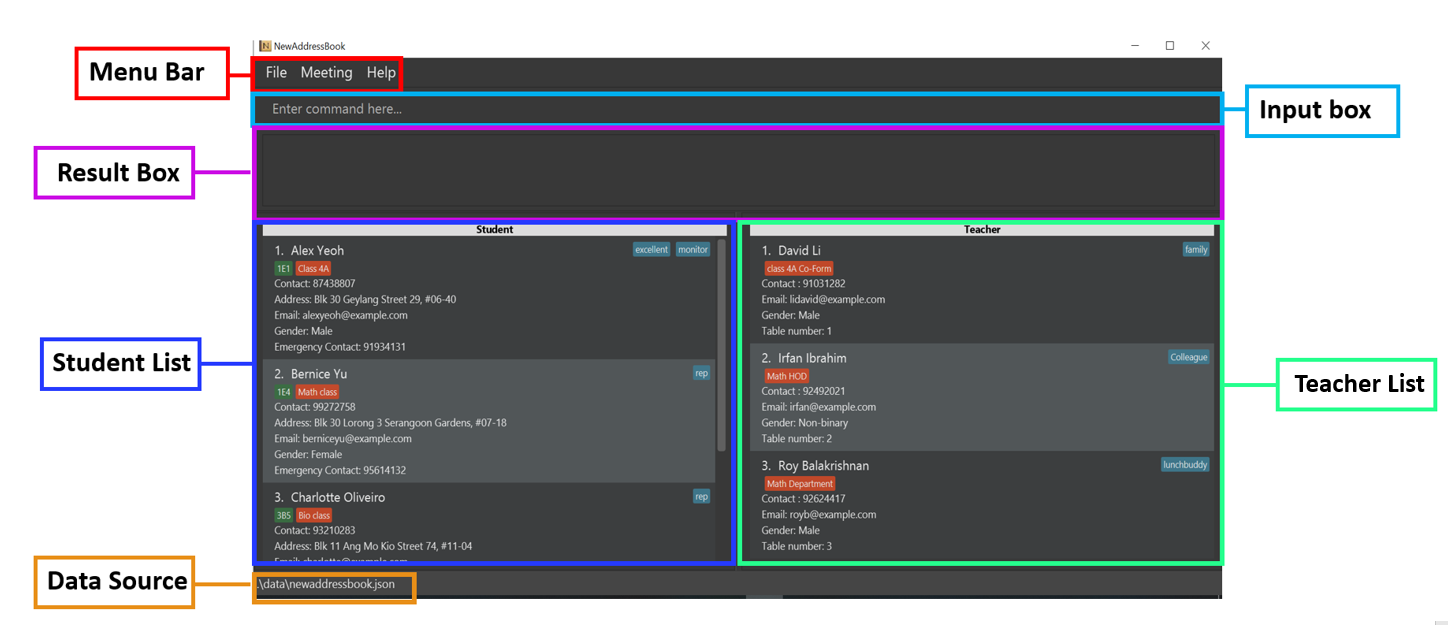 NewAddressBook
Menu Bar
File Meeting Help
Enter command here...
Input box
Result Box
Student
1. Alex Yeoh excellent monitor
1E1 Class 4A
Contact: 87438807
Address: Blk 30 Geylang Street 29, #06-40
Email: alexyeoh@example.com
Gender: Male
Emergency Contact: 91934131
2. Bernice Yu rep
1E4 Math class
Contact: 99272758
Address: Blk 30 Lorong 3 Serangoon Gardens, #07-18
Email: berniceyu@example.com
Gender: Female
Emergency Contact: 95614132
3. Charlotte Oliveiro rep
3B5 Bio class
Contact: 93210283
Address: Blk 11 Ang Mo Kio Street 74, #11-04
Email: charlotte@example.com
Teacher
1. David Li family
class 4A Co-Form
Contact : 91031282
Email: lidavid@example.com
Gender: Male
Table number: 1
2. Irfan Ibrahim Colleague
Math HOD
Contact : 92492021
Email: irfan@example.com
Gender: Non-binary
Table number: 2
3. Roy Balakrishnan lunchbuddy
Math Department
Contact : 92624417
Email: royb@example.com
Gender: Male
Table number: 3
Student List
Teacher List
Data Source
.\data\newaddressbook.json